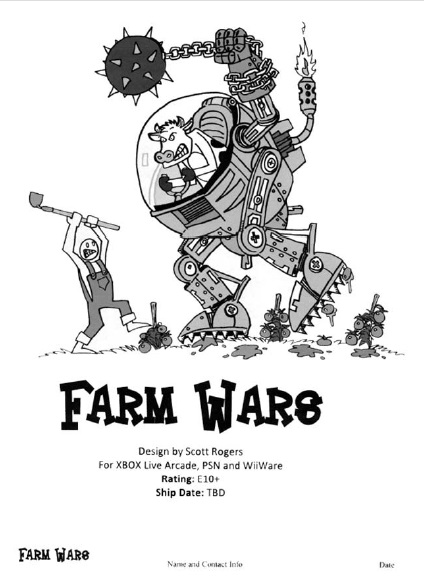 FARM WARS
Design by Scott Rogers
For XBOX Live Arcade, PSN and WiiWare
Rating: E10+
Ship Date: TBD
FARM WARS
Name and Contact Info
Date